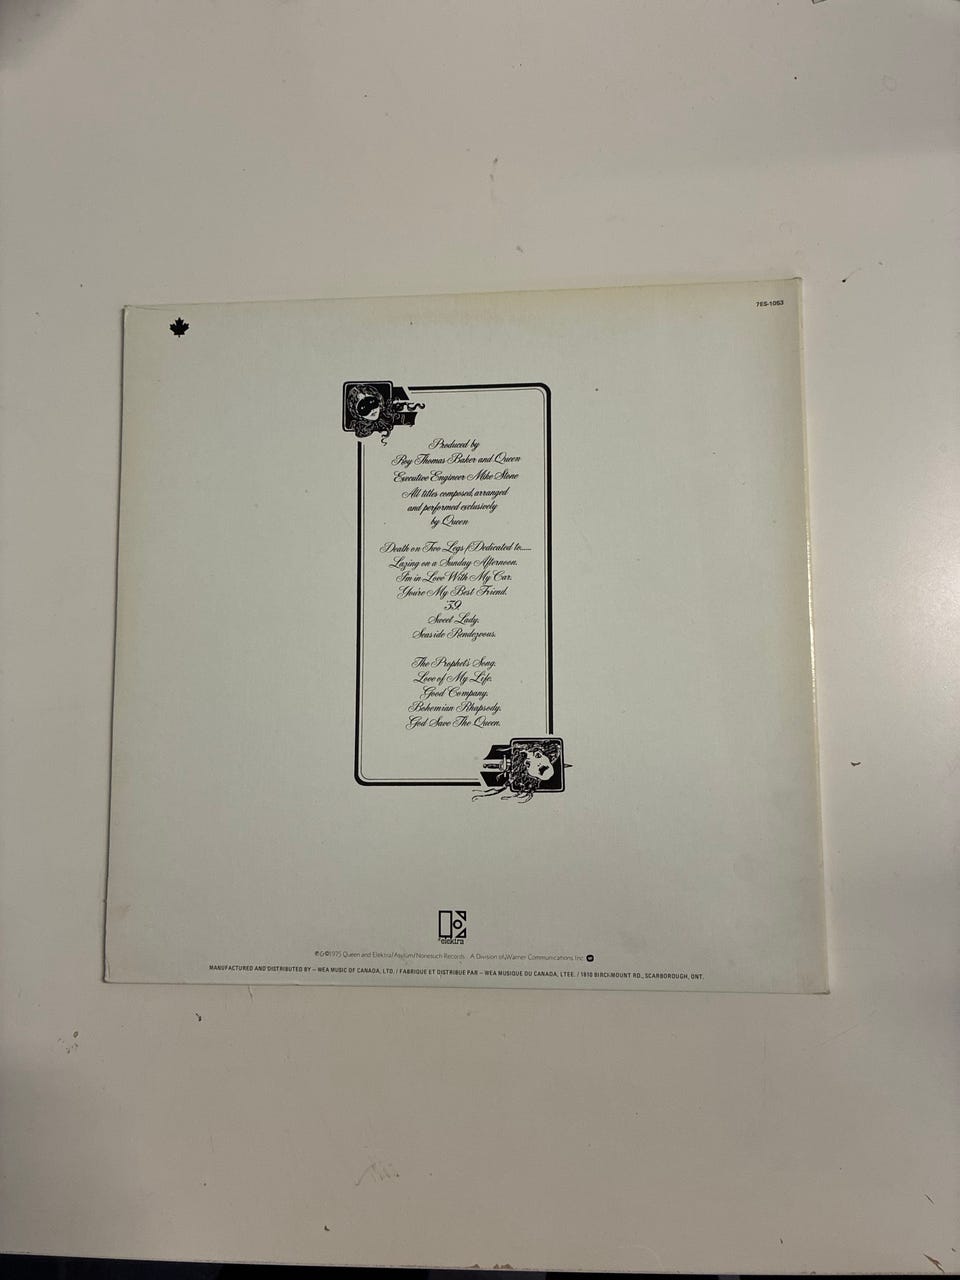 7ES-1053
Produced by
Roy Thomas Baker and Queen
Executive Engineer Mike Stone
All titles composed, arranged
and performed exclusively
by Queen
Death on Two Legs (Dedicated to......
Lazing on a Sunday Afternoon.
I'm in Love With My Car.
You're My Best Friend.
'39
Sweet Lady.
Seaside Rendezvous.
The Prophet's Song.
Love of My Life.
Good Company.
Bohemian Rhapsody.
God Save The Queen.
elektra
℗&©1975 Queen and Elektra/Asylum/Nonesuch Records. A Division of Warner Communications Inc.
MANUFACTURED AND DISTRIBUTED BY – WEA MUSIC OF CANADA, LTD. / FABRIQUE ET DISTRIBUE PAR – WEA MUSIQUE DU CANADA, LTEE. / 1810 BIRCHMOUNT RD., SCARBOROUGH, ONT.